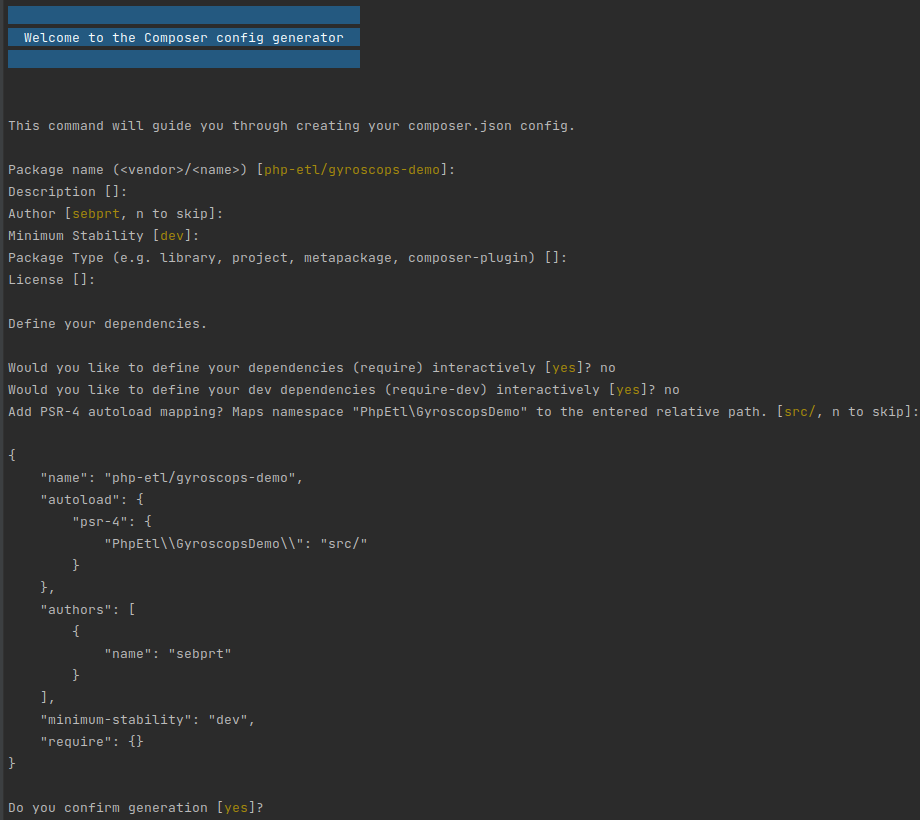 Welcome to the Composer config generator
This command will guide you through creating your composer.json config.
Package name (<vendor>/<name>) [php-etl/gyroscops-demo]:
Description []:
Author [sebprt, n to skip]:
Minimum Stability [dev]:
Package Type (e.g. library, project, metapackage, composer-plugin) []:
License []:
Define your dependencies.
Would you like to define your dependencies (require) interactively [yes]? no
Would you like to define your dev dependencies (require-dev) interactively [yes]? no
Add PSR-4 autoload mapping? Maps namespace "PhpEtl\GyroscopsDemo" to the entered relative path. [src/, n to skip]:
{
    "name": "php-etl/gyroscops-demo",
    "autoload": {
        "psr-4": {
            "PhpEtl\\GyroscopsDemo\\": "src/"
        }
    },
    "authors": [
        {
            "name": "sebprt"
        }
    ],
    "minimum-stability": "dev",
    "require": {}
}
Do you confirm generation [yes]?